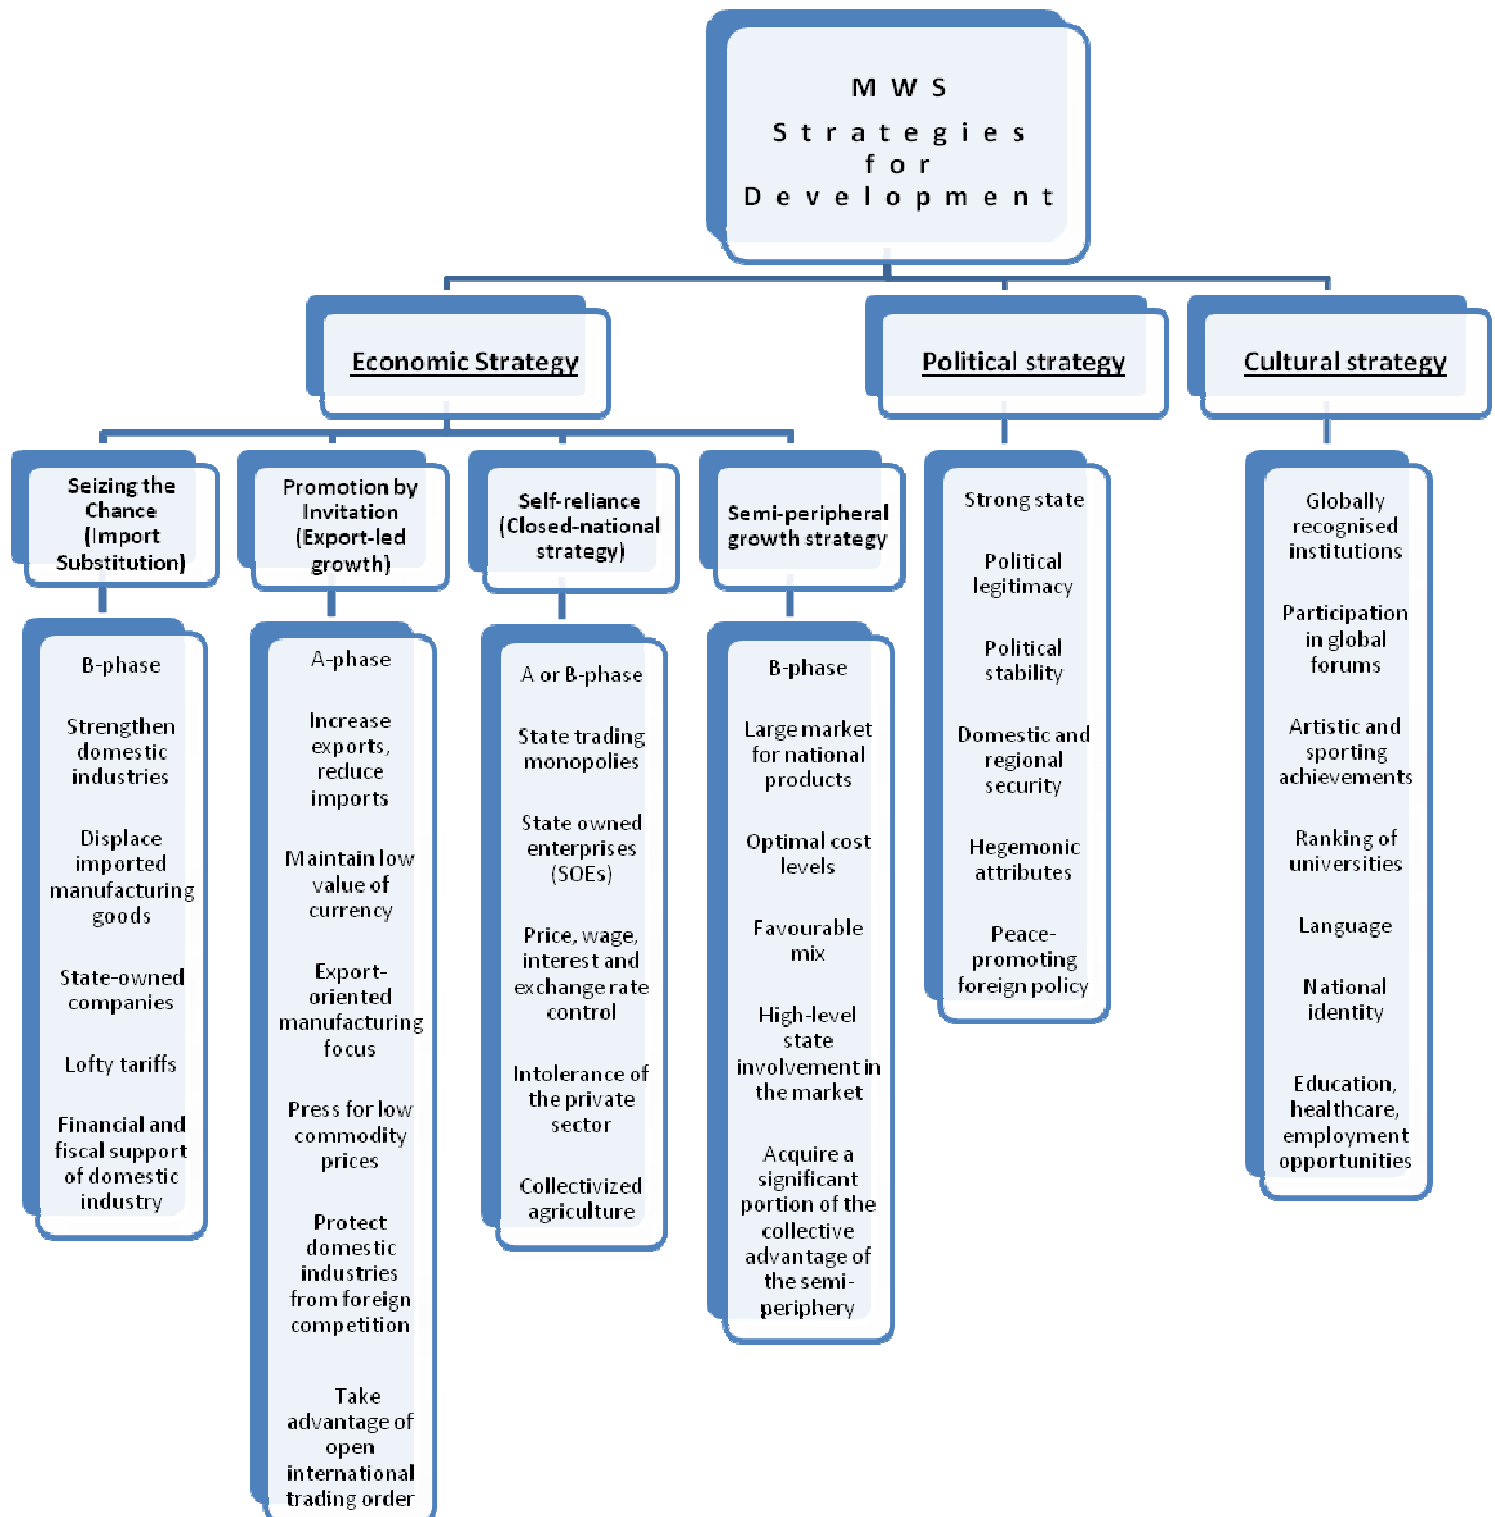 M W S
Strategies
for
Development
Economic Strategy
Political strategy
Cultural strategy
Seizing the
Chance
(Import
Substitution)
Promotion by
Invitation
(Export-led
growth)
Self-reliance
(Closed-national
strategy)
Semi-peripheral
growth strategy
B-phase
Strengthen
domestic
industries
Displace
imported
manufacturing
goods
State-owned
companies
Lofty tariffs
Financial and
fiscal support
of domestic
industry
A-phase
Increase
exports,
reduce
imports
Maintain low
value of
currency
Export-
oriented
manufacturing
focus
Press for low
commodity
prices
Protect
domestic
industries
from foreign
competition
Take
advantage of
open
international
trading order
A or B-phase
State trading
monopolies
State owned
enterprises
(SOEs)
Price, wage,
interest and
exchange rate
control
Intolerance of
the private
sector
Collectivized
agriculture
B-phase
Large market
for national
products
Optimal cost
levels
Favourable
mix
High-level
state
involvement in
the market
Acquire a
significant
portion of the
collective
advantage of
the semi-
periphery
Strong state
Political
legitimacy
Political
stability
Domestic and
regional
security
Hegemonic
attributes
Peace-
promoting
foreign policy
Globally
recognised
institutions
Participation
in global
forums
Artistic and
sporting
achievements
Ranking of
universities
Language
National
identity
Education,
healthcare,
employment
opportunities